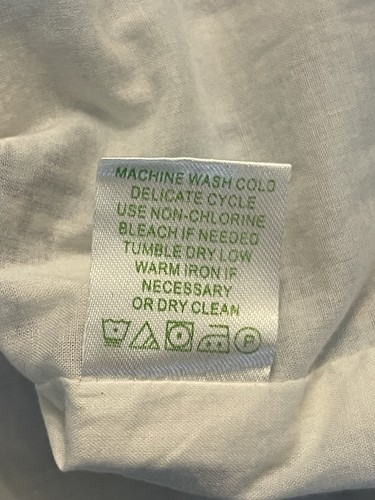 MACHINE WASH COLD
DELICATE CYCLE
USE NON-CHLORINE
BLEACH IF NEEDED
TUMBLE DRY LOW
WARM IRON IF
NECESSARY
OR DRY CLEAN
P